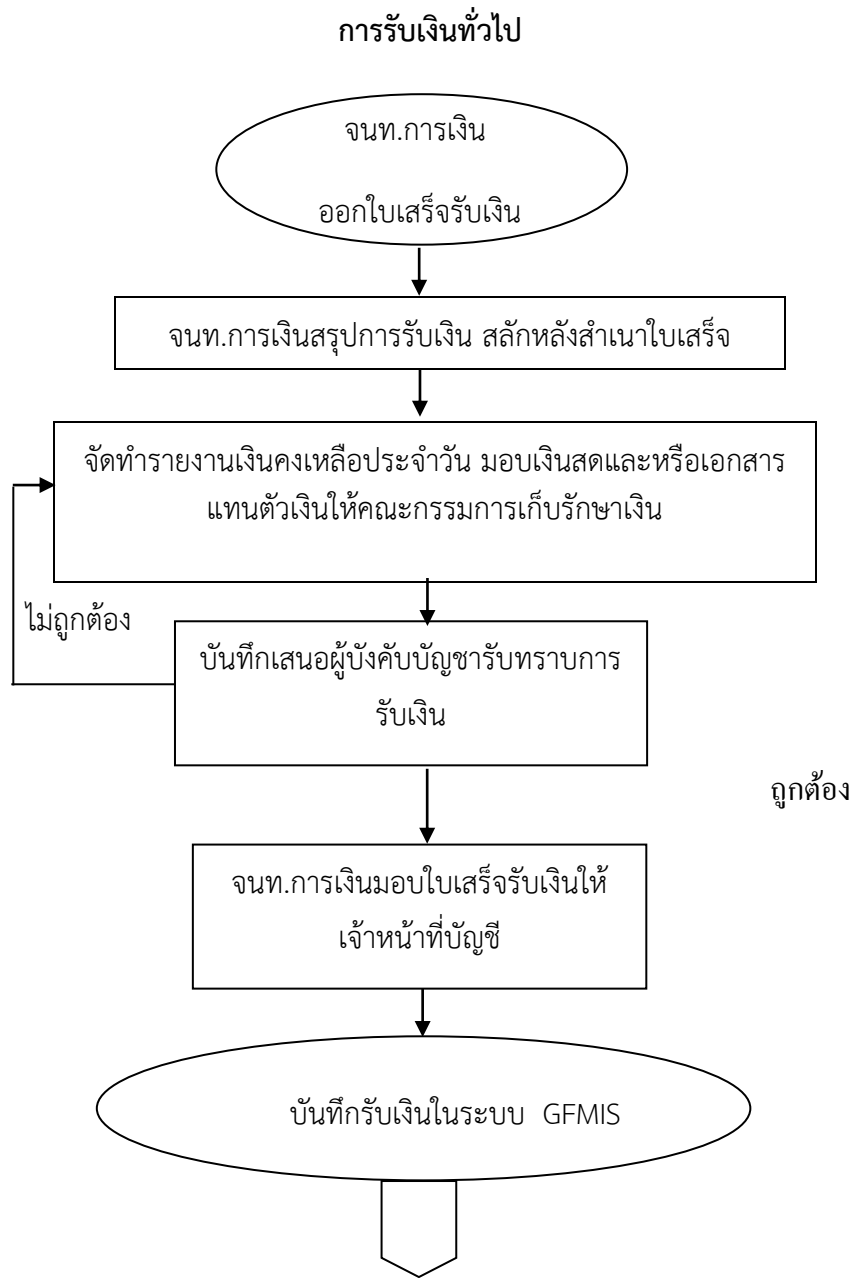 การรับเงินทั่วไป
จนท.การเงิน
ออกใบเสร็จรับเงิน
จนท.การเงินสรุปการรับเงิน สลักหลังสำเนาใบเสร็จ
จัดทำรายงานเงินคงเหลือประจำวัน มอบเงินสดและหรือเอกสาร
แทนตัวเงินให้คณะกรรมการเก็บรักษาเงิน
ไม่ถูกต้อง
บันทึกเสนอผู้บังคับบัญชารับทราบการ
รับเงิน
ถูกต้อง
จนท.การเงินมอบใบเสร็จรับเงินให้
เจ้าหน้าที่บัญชี
บันทึกรับเงินในระบบ GFMIS